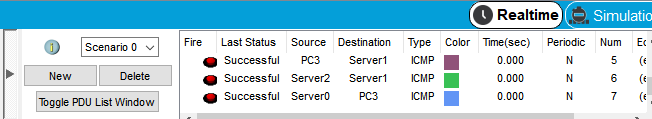 Realtime Simulatio
Scenario 0
New Delete
Toggle PDU List Window
Fire Last Status Source Destination Type Color Time(sec) Periodic Num Ed
Successful PC3 Server1 ICMP 0.000 N 5 (e
Successful Server2 Server1 ICMP 0.000 N 6 (e
Successful Server0 PC3 ICMP 0.000 N 7 (e